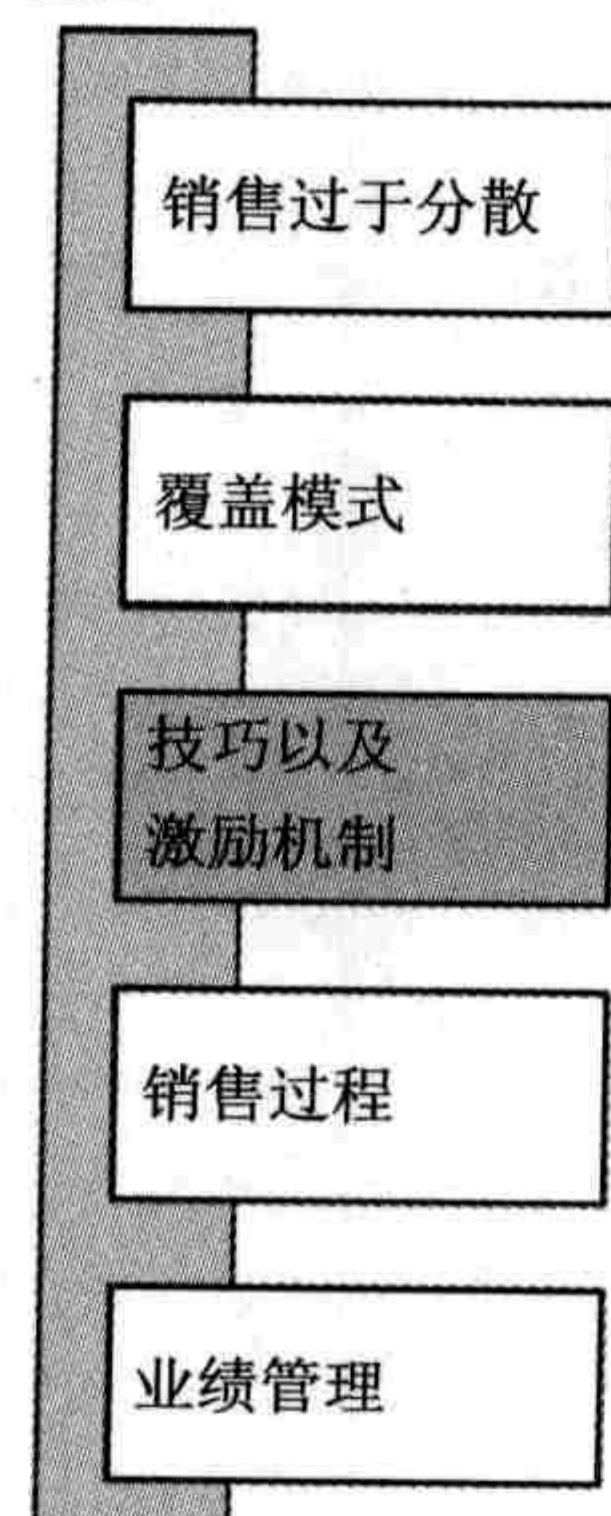 销售过于分散
覆盖模式
技巧以及
激励机制
销售过程
业绩管理